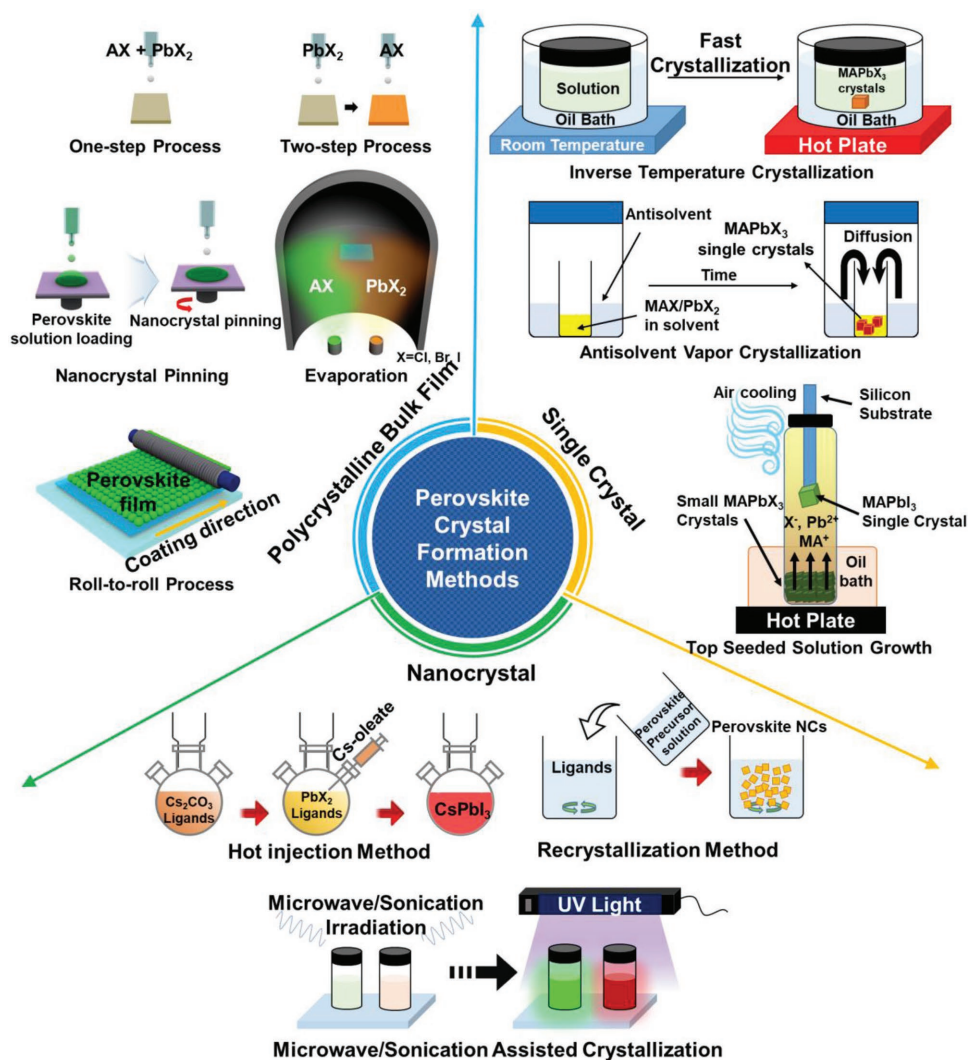 AX + PbX₂
One-step Process
PbX₂
AX
Two-step Process
Perovskite
solution loading
Nanocrystal pinning
Nanocrystal Pinning
AX
PbX₂
X=Cl, Br, I
Evaporation
Perovskite
film
Coating direction
Roll-to-roll Process
Polycrystalline Bulk Film
Fast
Crystallization
Solution
Oil Bath
Room Temperature
MAPbX₃
crystals
Oil Bath
Hot Plate
Inverse Temperature Crystallization
Antisolvent
MAX/PbX₂
in solvent
Time
MAPbX₃
single crystals
Diffusion
Antisolvent Vapor Crystallization
Air cooling
Silicon
Substrate
Small MAPbX₃
Crystals
MAPbI₃
Single Crystal
X⁻, Pb²⁺
MA⁺
Oil
bath
Hot Plate
Top Seeded Solution Growth
Single Crystal
Perovskite
Crystal
Formation
Methods
Nanocrystal
Cs₂CO₃
Ligands
Cs-oleate
PbX₂
Ligands
CsPbI₃
Hot injection Method
Ligands
Perovskite
Precursor
solution
Perovskite NCs
Recrystallization Method
Microwave/Sonication
Irradiation
UV Light
Microwave/Sonication Assisted Crystallization